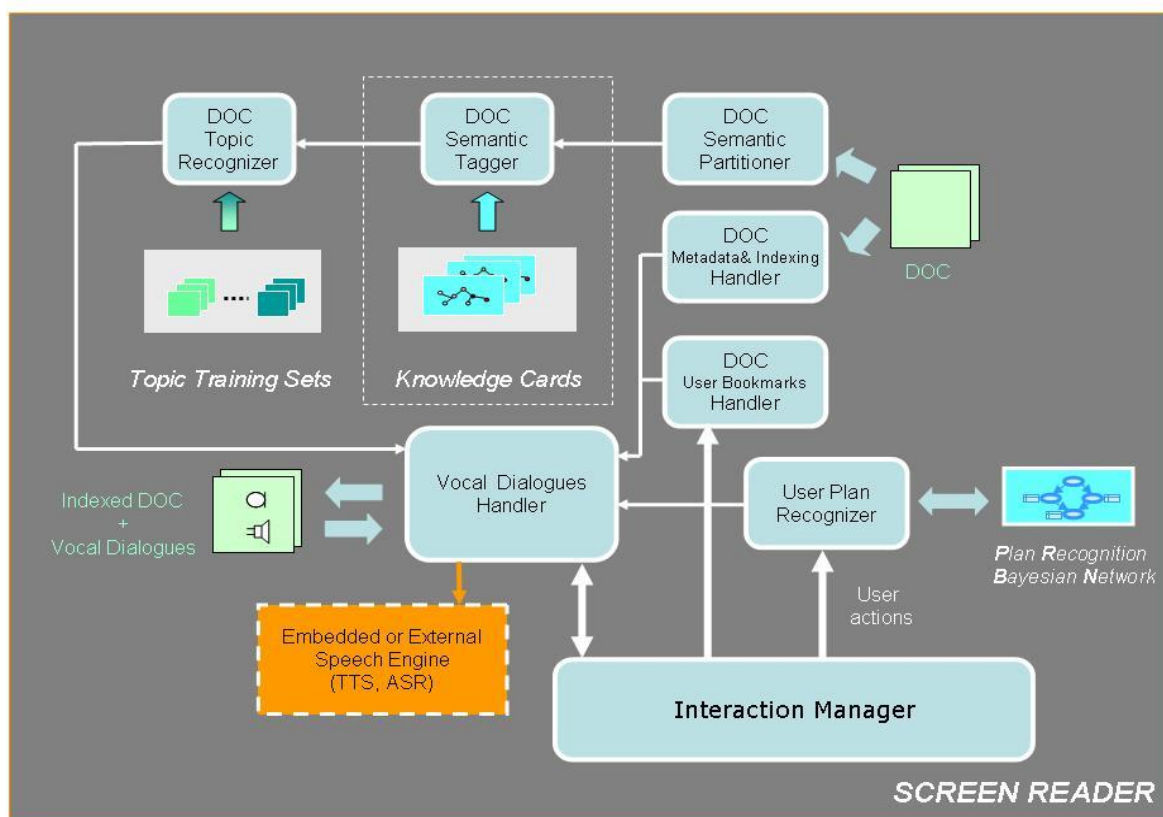 DOC
Topic
Recognizer
DOC
Semantic
Tagger
DOC
Semantic
Partitioner
DOC
Metadata& Indexing
Handler
DOC
Topic Training Sets
Knowledge Cards
DOC
User Bookmarks
Handler
Indexed DOC
+
Vocal Dialogues
Vocal Dialogues
Handler
User Plan
Recognizer
Plan Recognition
Bayesian Network
User
actions
Embedded or External
Speech Engine
(TTS, ASR)
Interaction Manager
SCREEN READER